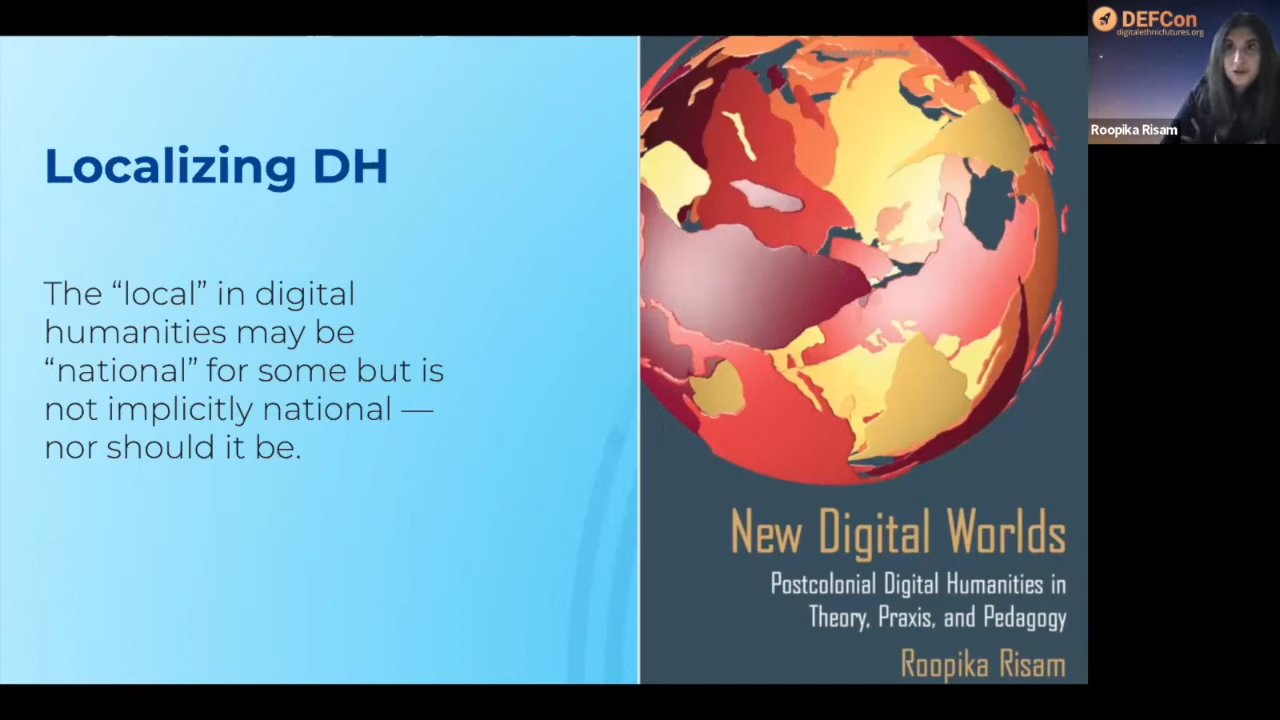 Localizing DH
The “local” in digital
humanities may be
“national” for some but is
not implicitly national —
nor should it be.
New Digital Worlds
Postcolonial Digital Humanities in
Theory, Praxis, and Pedagogy
Roopika Risam
DEFCon
digitalethnicfutures.org
Roopika Risam